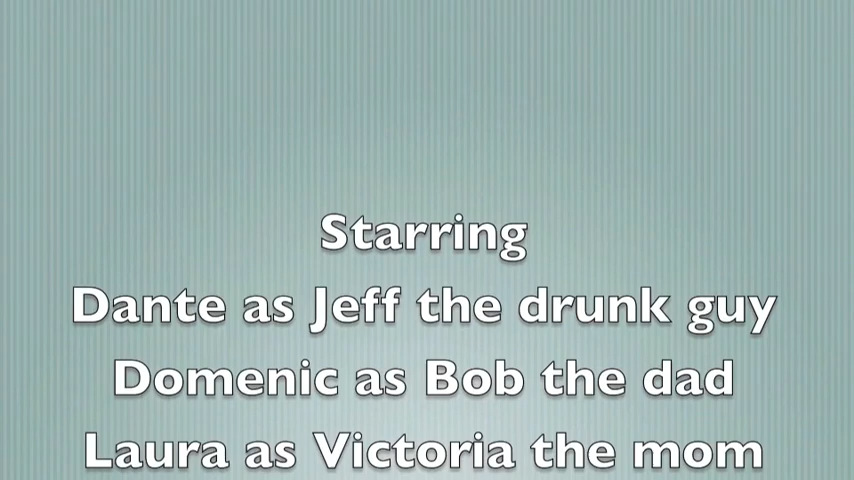 Starring
Dante as Jeff the drunk guy
Domenic as Bob the dad
Laura as Victoria the mom